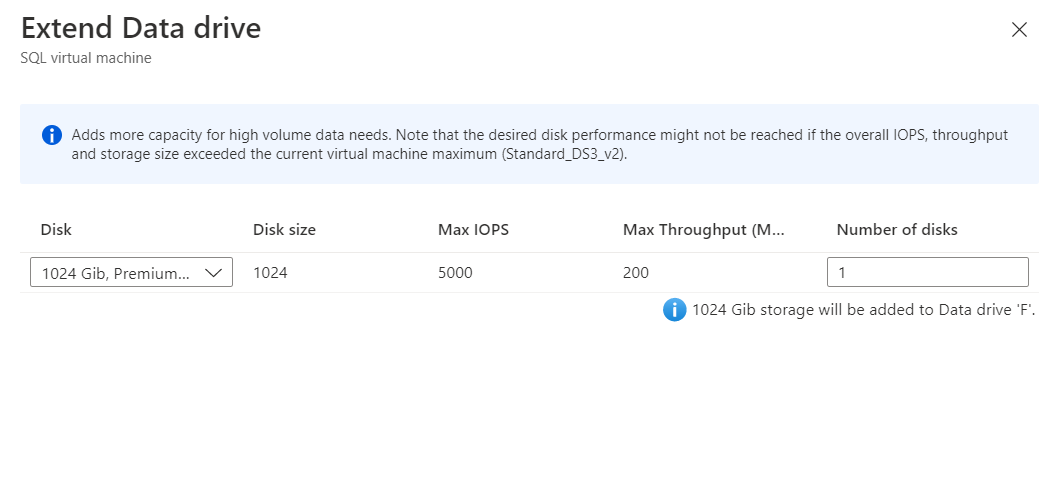 Extend Data drive
SQL virtual machine
Adds more capacity for high volume data needs. Note that the desired disk performance might not be reached if the overall IOPS, throughput
and storage size exceeded the current virtual machine maximum (Standard_DS3_v2).
Disk Disk size Max IOPS Max Throughput (M... Number of disks
1024 Gib, Premium... 1024 5000 200 1
1024 Gib storage will be added to Data drive 'F'.